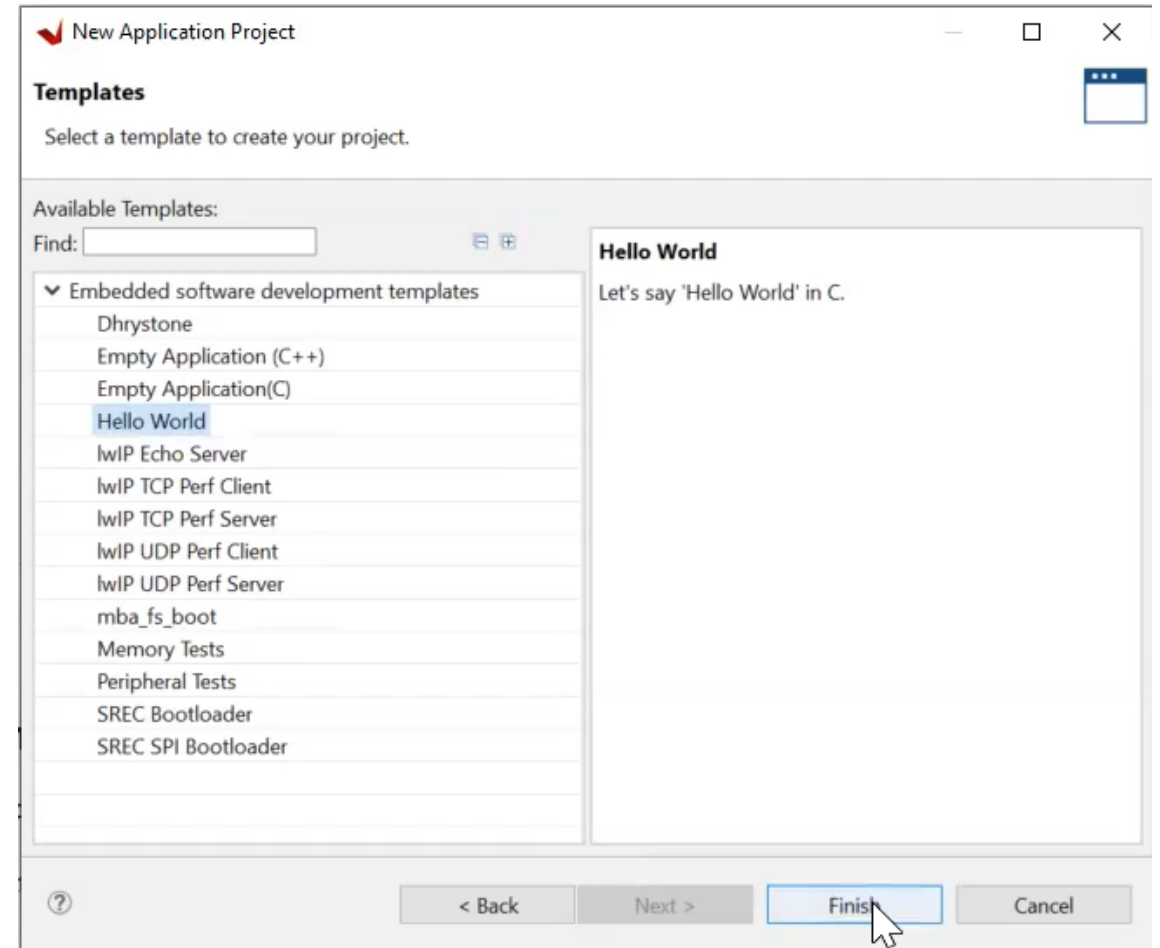 New Application Project
Templates
Select a template to create your project.
Available Templates:
Find:
Embedded software development templates
Dhrystone
Empty Application (C++)
Empty Application(C)
Hello World
lwIP Echo Server
lwIP TCP Perf Client
lwIP TCP Perf Server
lwIP UDP Perf Client
lwIP UDP Perf Server
mba_fs_boot
Memory Tests
Peripheral Tests
SREC Bootloader
SREC SPI Bootloader
Hello World
Let's say 'Hello World' in C.
< Back
Next >
Finish
Cancel